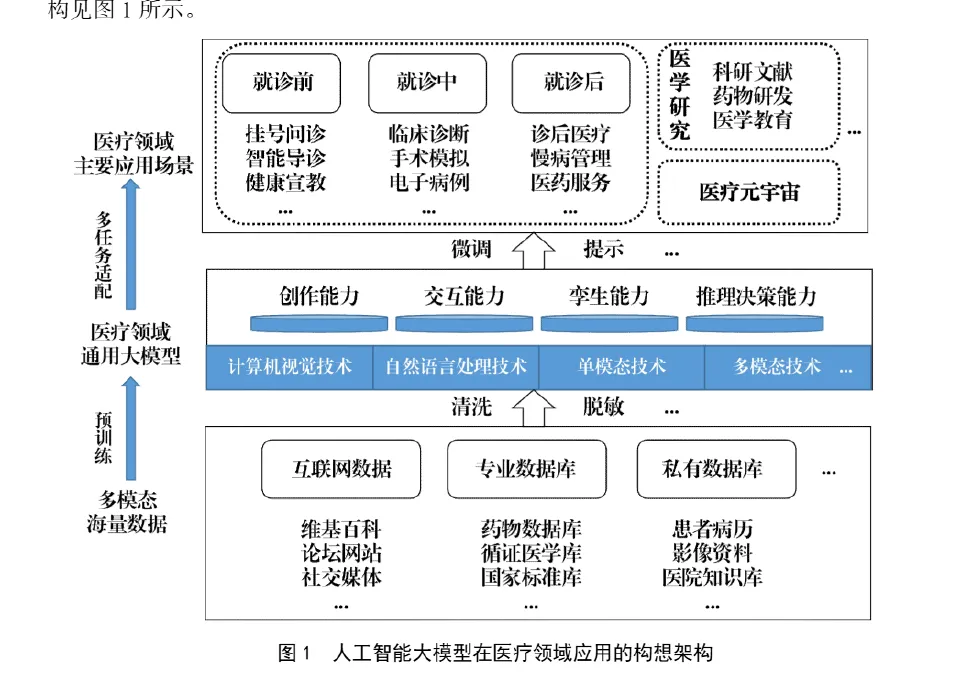 构见图 1 所示。
就诊前
就诊中
就诊后
挂号问诊
智能导诊
健康宣教
...
临床诊断
手术模拟
电子病例
...
诊后医疗
慢病管理
医药服务
...
医学研究
科研文献
药物研发
医学教育
...
医疗元宇宙
医疗领域
主要应用场景
多任务适配
微调
提示
...
医疗领域
通用大模型
创作能力
交互能力
孪生能力
推理决策能力
计算机视觉技术
自然语言处理技术
单模态技术
多模态技术
...
预训练
清洗
脱敏
...
多模态
海量数据
互联网数据
专业数据库
私有数据库
...
维基百科
论坛网站
社交媒体
...
药物数据库
循证医学库
国家标准库
...
患者病历
影像资料
医院知识库
...
图 1 人工智能大模型在医疗领域应用的构想架构